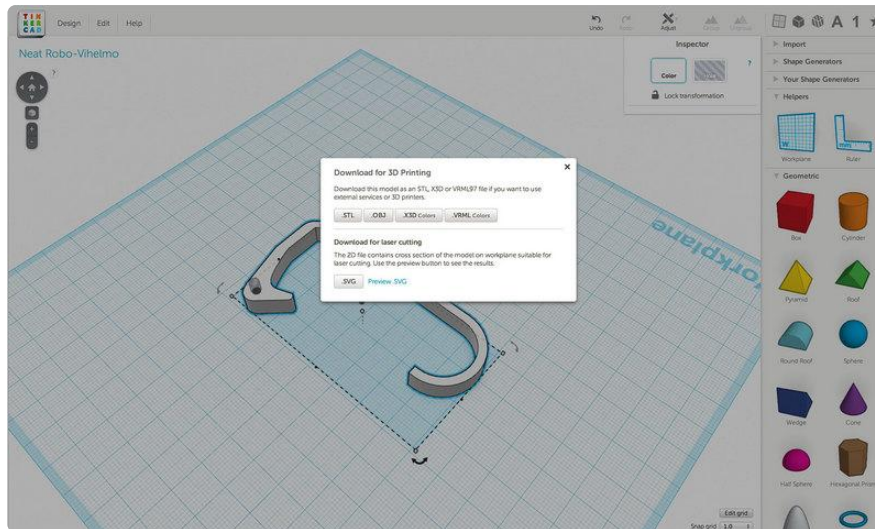 TIN
KER
CAD
Design
Edit
Help
Undo
Redo
Adjust
Group
Ungroup
A 1
Neat Robo-Vihelmo
?
Inspector
Color
Hole
?
Lock transformation
Import
Shape Generators
Your Shape Generators
Helpers
W
mm
Workplane
Ruler
Geometric
Box
Cylinder
Pyramid
Roof
Round Roof
Sphere
Wedge
Cone
Half Sphere
Hexagonal Prism
Workplane
Download for 3D Printing
Download this model as an STL, X3D or VRML97 file if you want to use
external services or 3D printers.
.STL
.OBJ
.X3D Colors
.VRML Colors
Download for laser cutting
The 2D file contains cross section of the model on workplane suitable for
laser cutting. Use the preview button to see the results.
.SVG
Preview .SVG
Edit grid
Snap grid 1.0